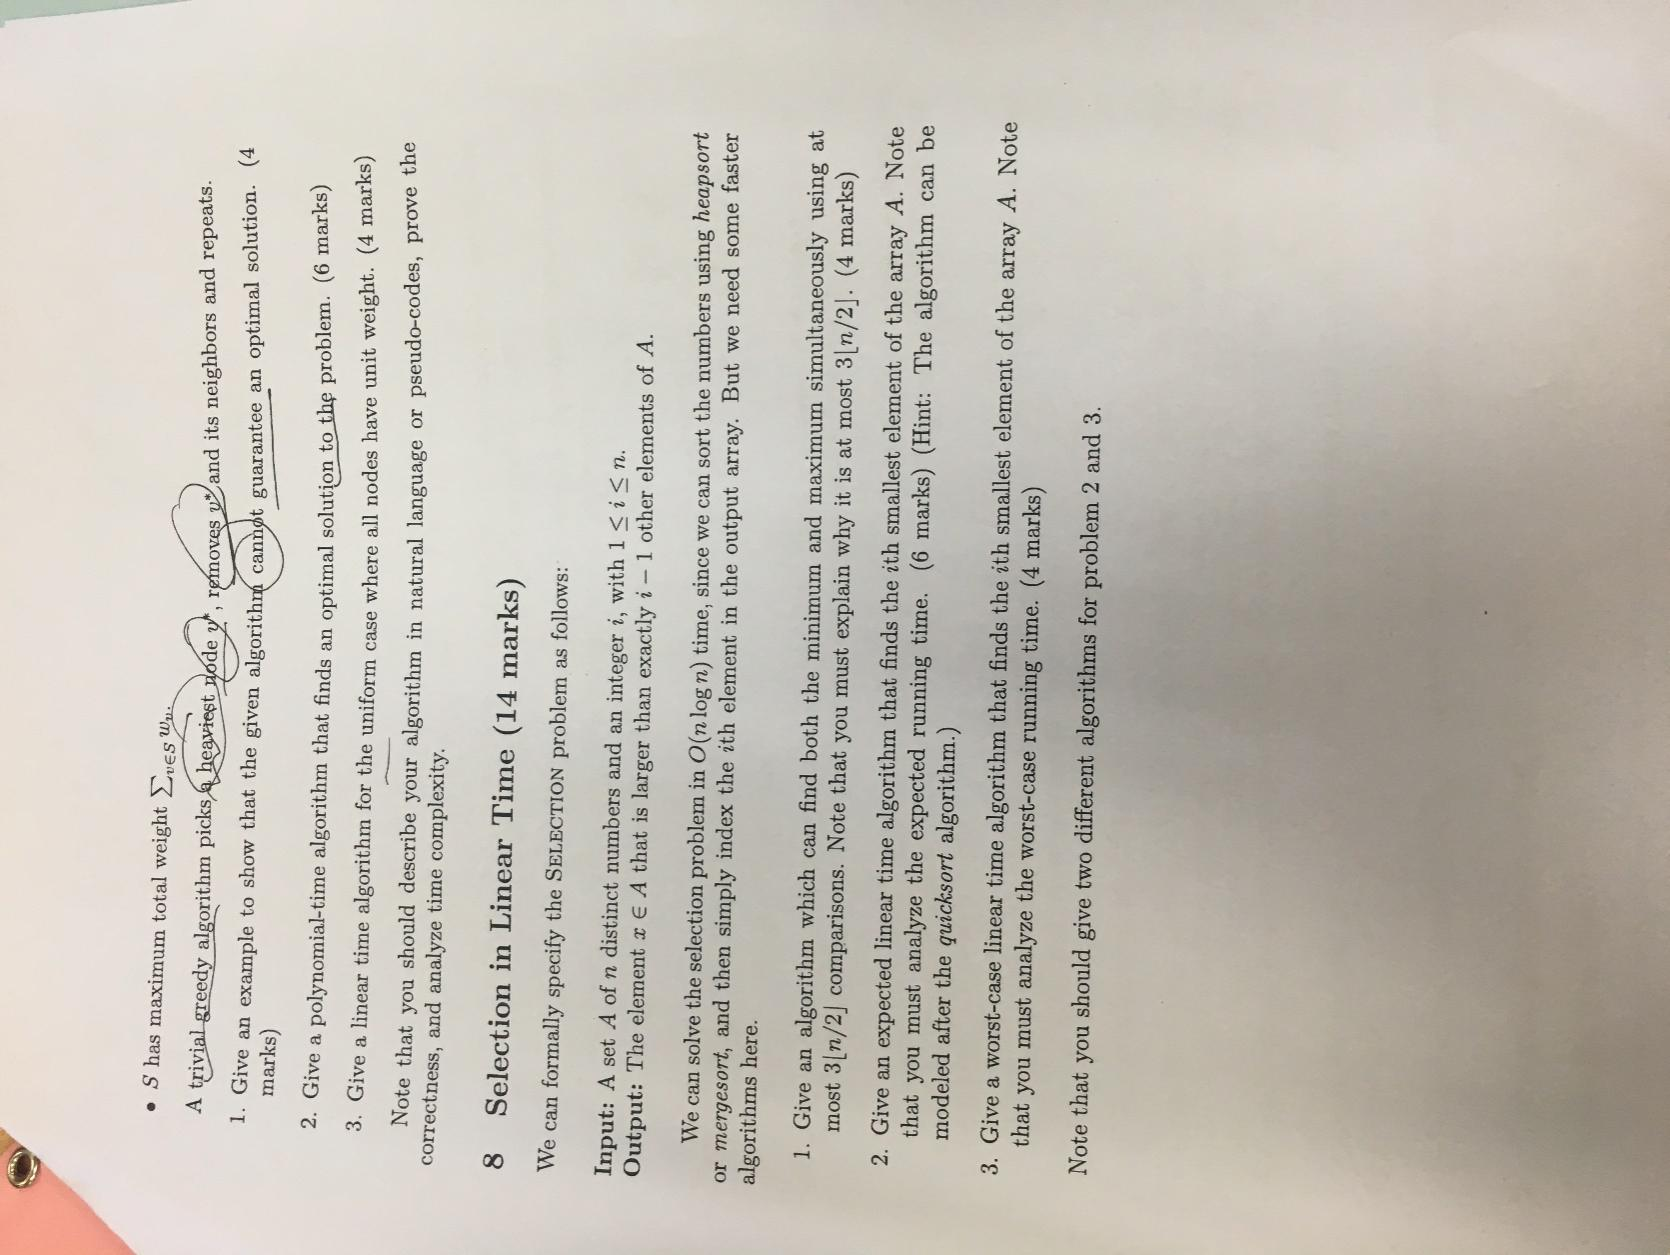 • S has maximum total weight ∑_{v∈S} w_v.
A trivial greedy algorithm picks a heaviest node v*, removes v* and its neighbors and repeats.
1. Give an example to show that the given algorithm cannot guarantee an optimal solution. (4
marks)
2. Give a polynomial-time algorithm that finds an optimal solution to the problem. (6 marks)
3. Give a linear time algorithm for the uniform case where all nodes have unit weight. (4 marks)
Note that you should describe your algorithm in natural language or pseudo-codes, prove the
correctness, and analyze time complexity.
8 Selection in Linear Time (14 marks)
We can formally specify the SELECTION problem as follows:
Input: A set A of n distinct numbers and an integer i, with 1 ≤ i ≤ n.
Output: The element x ∈ A that is larger than exactly i − 1 other elements of A.
We can solve the selection problem in O(n log n) time, since we can sort the numbers using heapsort
or mergesort, and then simply index the ith element in the output array. But we need some faster
algorithms here.
1. Give an algorithm which can find both the minimum and maximum simultaneously using at
most 3⌊n/2⌋ comparisons. Note that you must explain why it is at most 3⌊n/2⌋. (4 marks)
2. Give an expected linear time algorithm that finds the ith smallest element of the array A. Note
that you must analyze the expected running time. (6 marks) (Hint: The algorithm can be
modeled after the quicksort algorithm.)
3. Give a worst-case linear time algorithm that finds the ith smallest element of the array A. Note
that you must analyze the worst-case running time. (4 marks)
Note that you should give two different algorithms for problem 2 and 3.